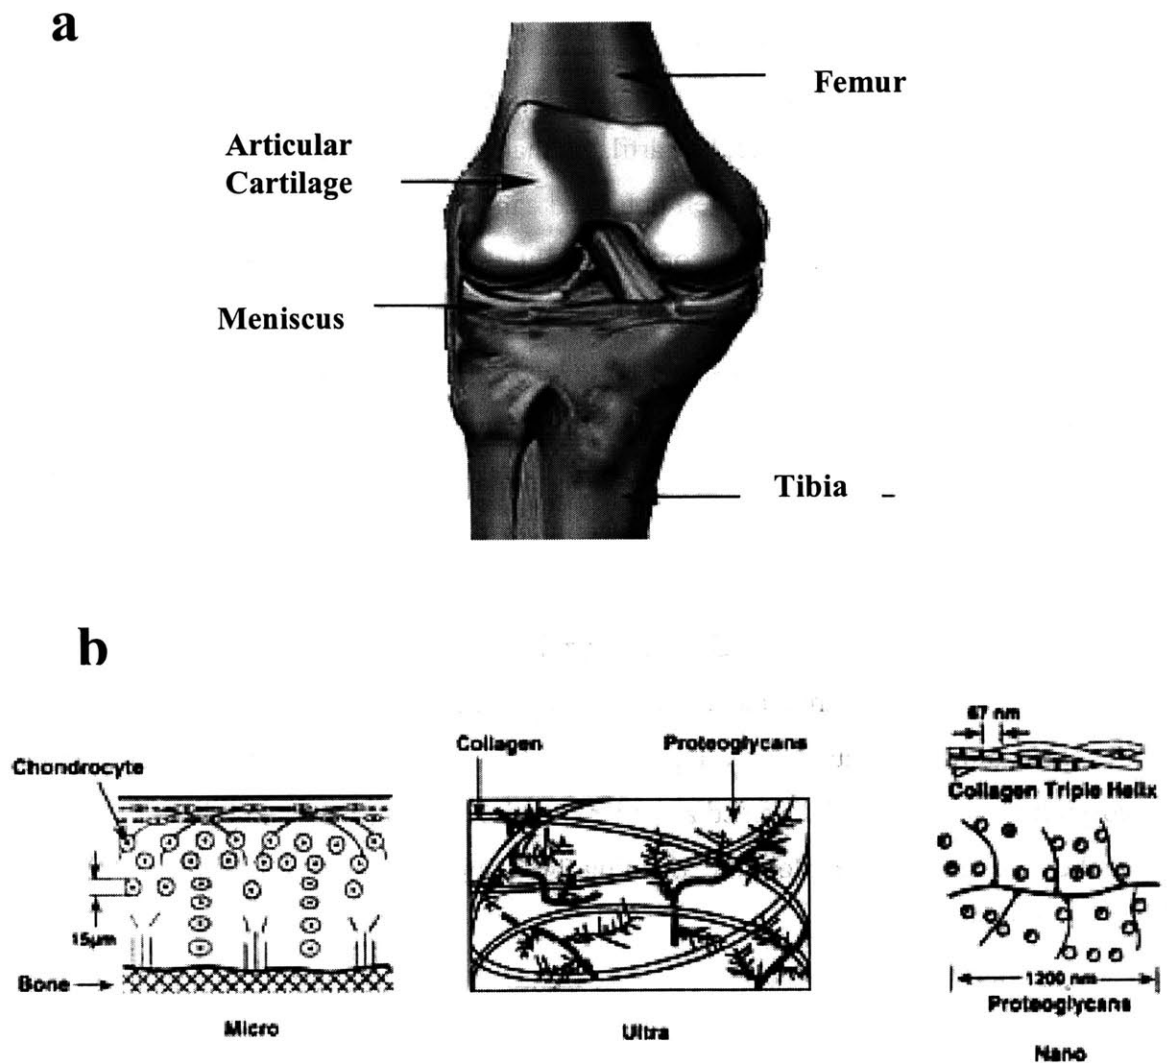 a
Femur
Articular
Cartilage
Meniscus
Tibia
b
Chondrocyte
15µm
Bone
Micro
Collagen
Proteoglycans
Ultra
67 nm
Collagen Triple Helix
1200 nm
Proteoglycans
Nano